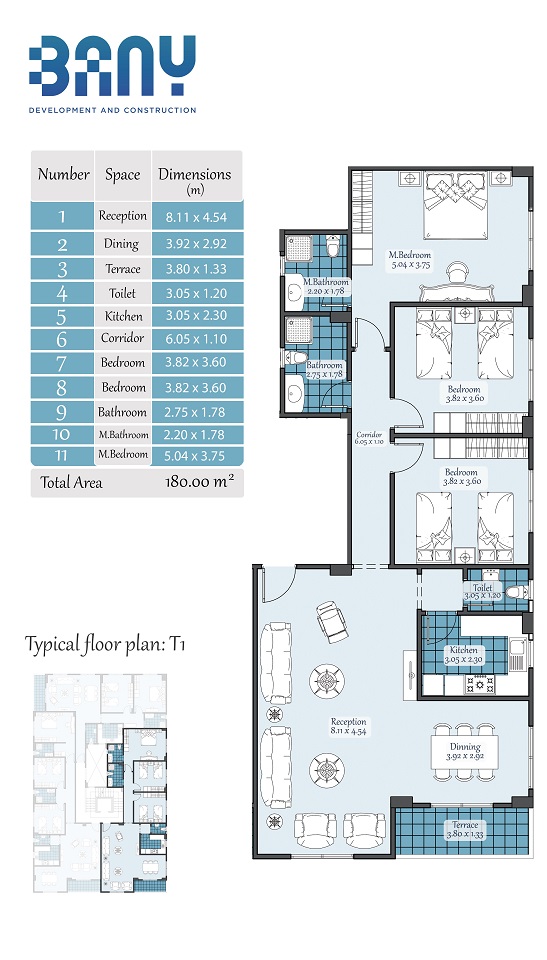 BANY
DEVELOPMENT AND CONSTRUCTION
Number Space Dimensions
(m)
1 Reception 8.11 x 4.54
2 Dining 3.92 x 2.92
3 Terrace 3.80 x 1.33
4 Toilet 3.05 x 1.20
5 Kitchen 3.05 x 2.30
6 Corridor 6.05 x 1.10
7 Bedroom 3.82 x 3.60
8 Bedroom 3.82 x 3.60
9 Bathroom 2.75 x 1.78
10 M.Bathroom 2.20 x 1.78
11 M.Bedroom 5.04 x 3.75
Total Area 180.00 m²
M.Bedroom
5.04 x 3.75
M.Bathroom
2.20 x 1.78
Bathroom
2.75 x 1.78
Bedroom
3.82 x 3.60
Corridor
6.05 x 1.10
Bedroom
3.82 x 3.60
Toilet
3.05 x 1.20
Kitchen
3.05 x 2.30
Reception
8.11 x 4.54
Dinning
3.92 x 2.92
Terrace
3.80 x 1.33
Typical floor plan: T1